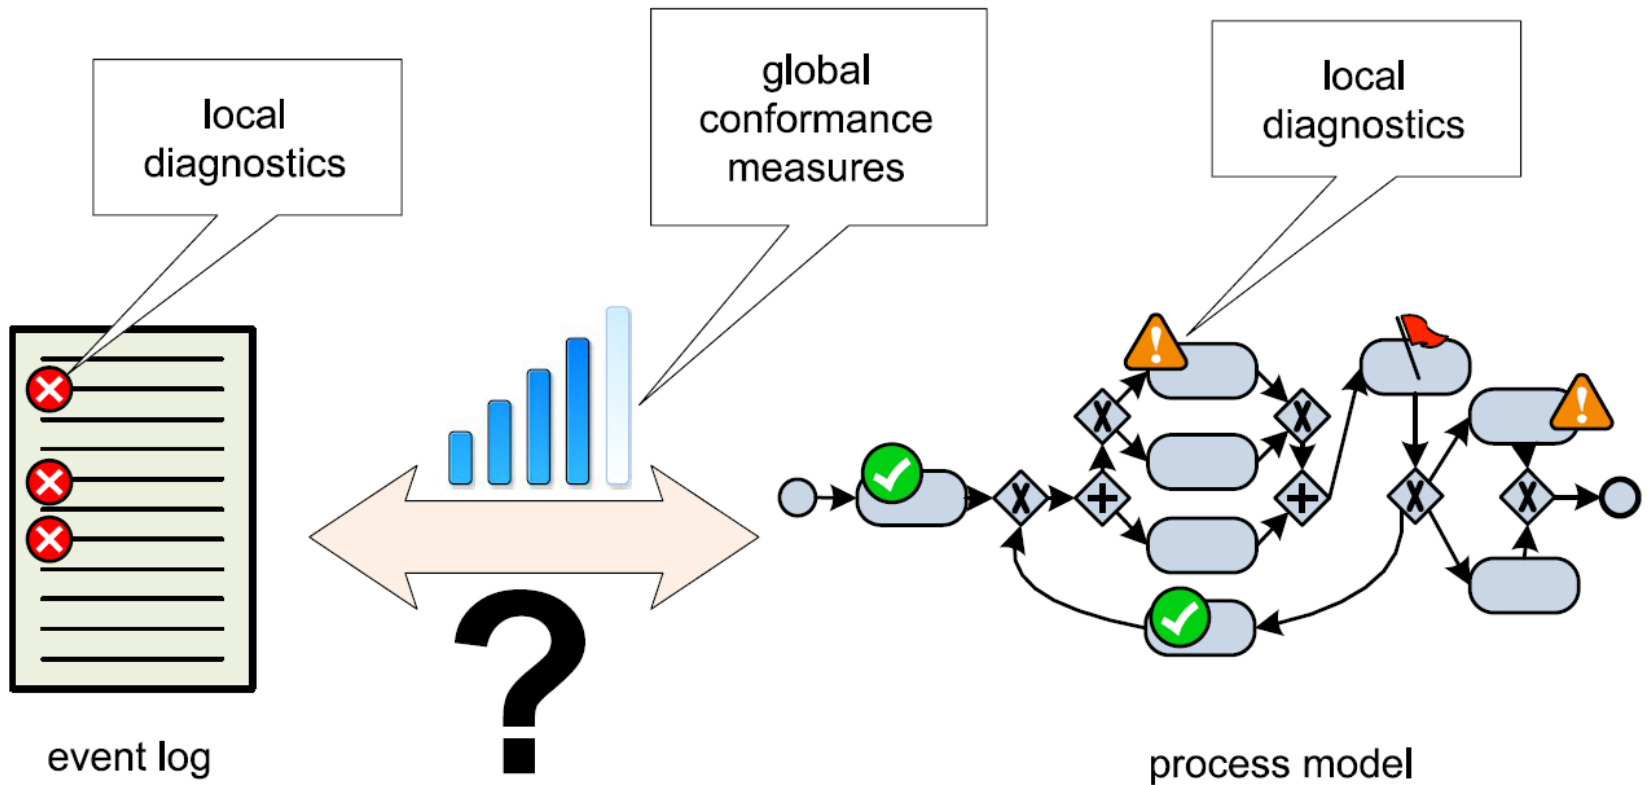 local
diagnostics
global
conformance
measures
local
diagnostics
?
event log
process model